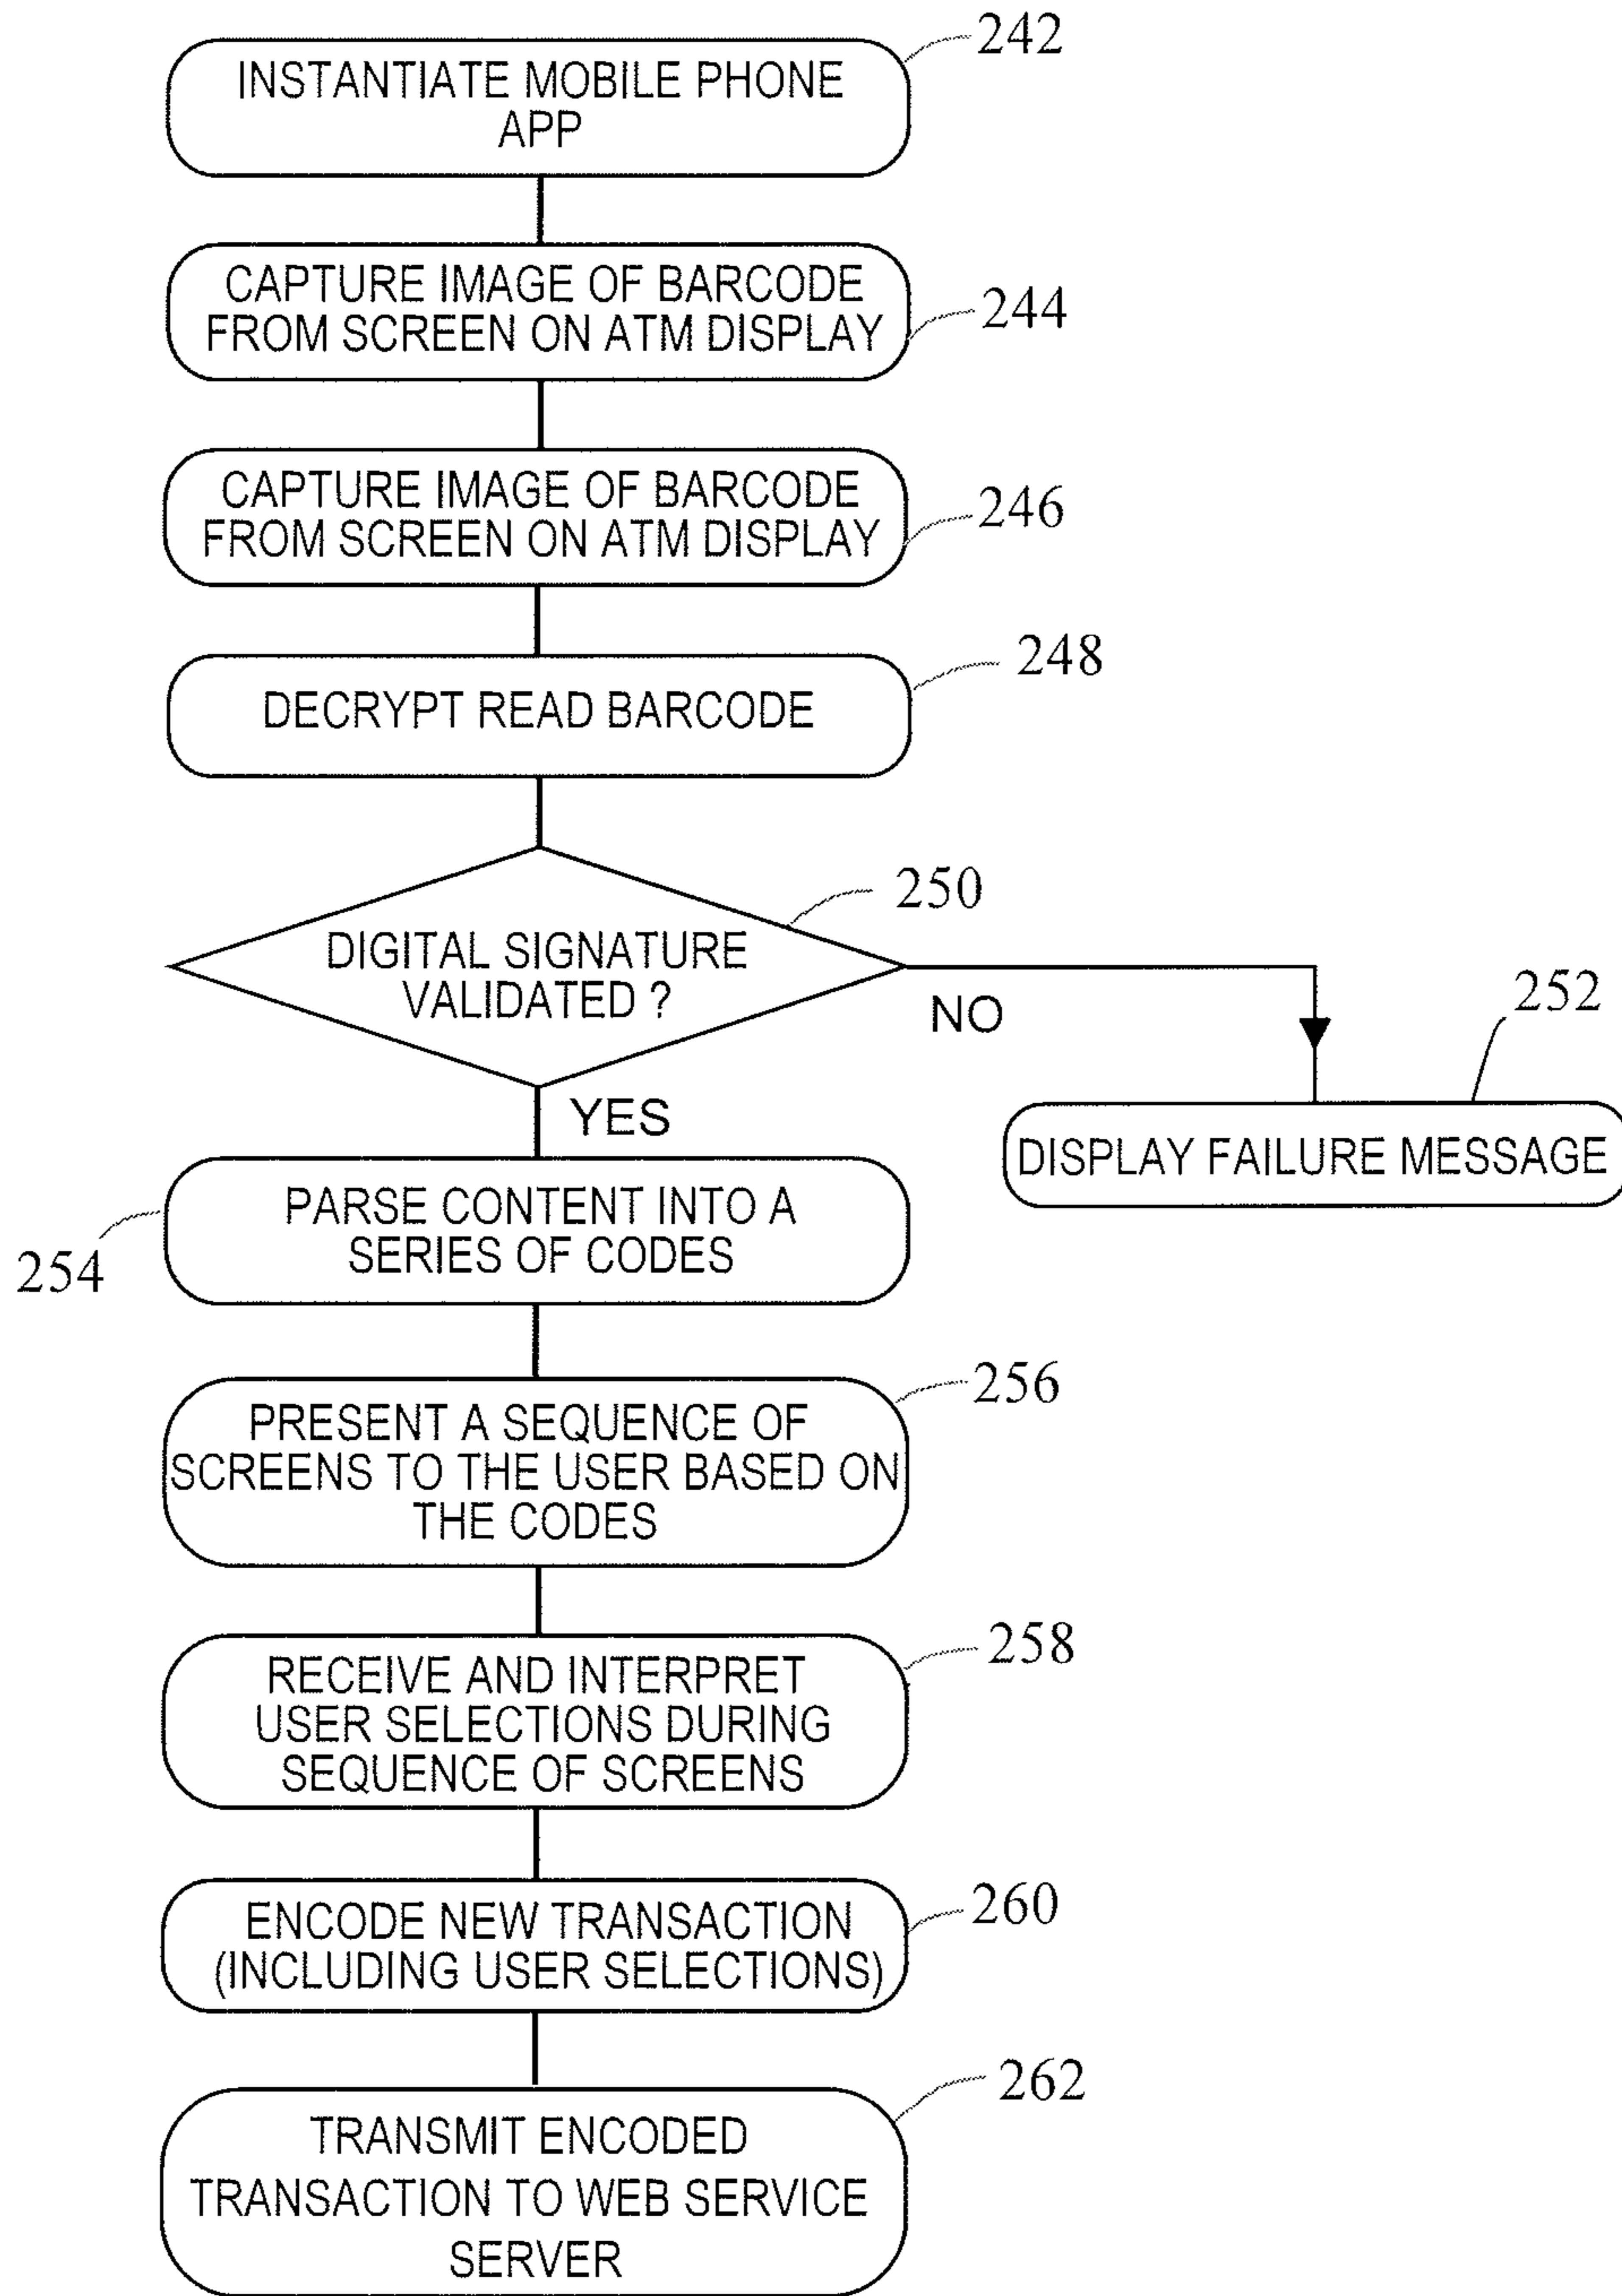 242
INSTANTIATE MOBILE PHONE
APP
CAPTURE IMAGE OF BARCODE
FROM SCREEN ON ATM DISPLAY
244
CAPTURE IMAGE OF BARCODE
FROM SCREEN ON ATM DISPLAY
246
248
DECRYPT READ BARCODE
250
DIGITAL SIGNATURE
VALIDATED ?
NO
252
YES
DISPLAY FAILURE MESSAGE
PARSE CONTENT INTO A
SERIES OF CODES
254
256
PRESENT A SEQUENCE OF
SCREENS TO THE USER BASED ON
THE CODES
258
RECEIVE AND INTERPRET
USER SELECTIONS DURING
SEQUENCE OF SCREENS
260
ENCODE NEW TRANSACTION
(INCLUDING USER SELECTIONS)
262
TRANSMIT ENCODED
TRANSACTION TO WEB SERVICE
SERVER